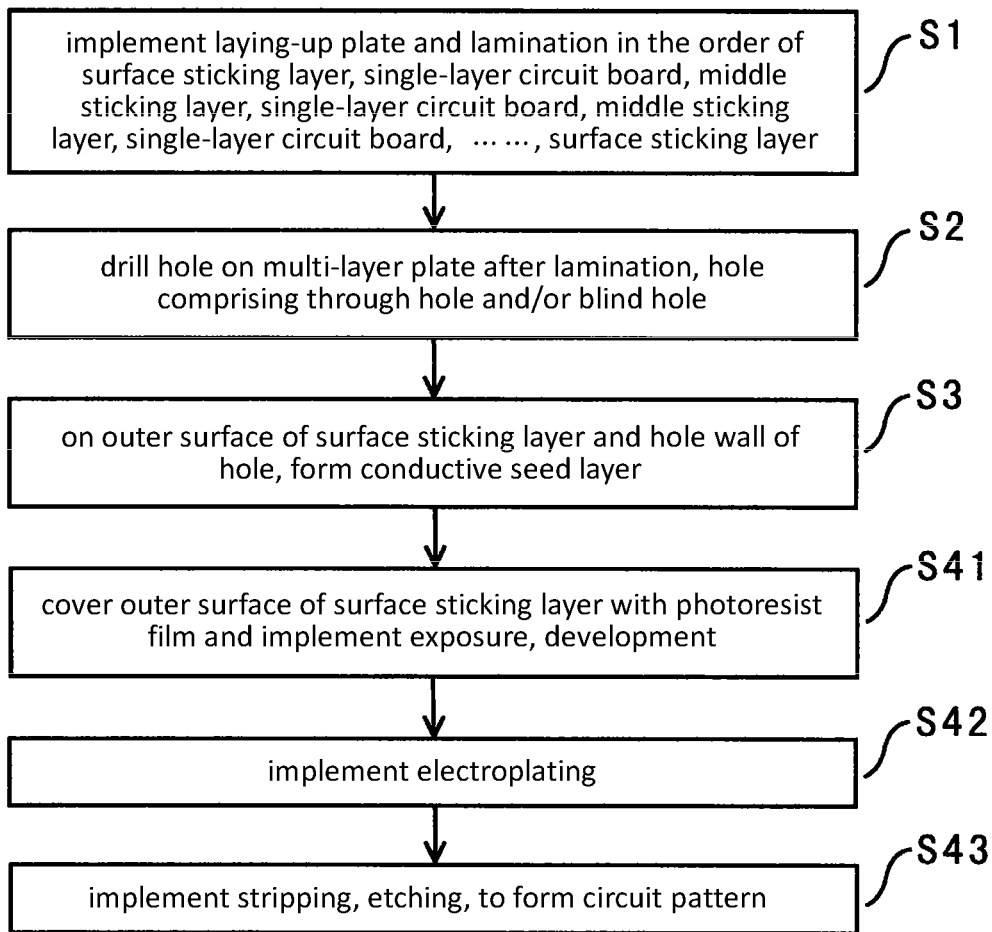 implement laying-up plate and lamination in the order of
surface sticking layer, single-layer circuit board, middle
sticking layer, single-layer circuit board, middle sticking
layer, single-layer circuit board, ... ..., surface sticking layer
S1
drill hole on multi-layer plate after lamination, hole
comprising through hole and/or blind hole
S2
on outer surface of surface sticking layer and hole wall of
hole, form conductive seed layer
S3
cover outer surface of surface sticking layer with photoresist
film and implement exposure, development
S41
implement electroplating
S42
implement stripping, etching, to form circuit pattern
S43